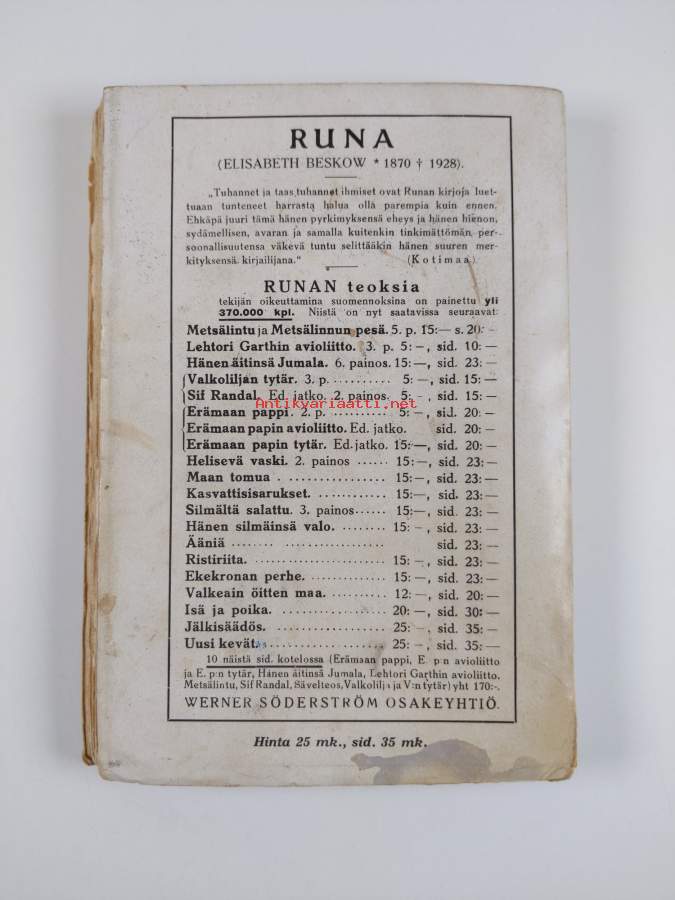 RUNA
(ELISABETH BESKOW * 1870 † 1928).
„Tuhannet ja taas tuhannet ihmiset ovat Runan kirjoja luet-
tuaan tunteneet harrasta halua olla parempia kuin ennen.
Ehkäpä juuri tämä hänen pyrkimyksensä eheys ja hänen hienon,
sydämellisen, avaran ja samalla kuitenkin tinkimättömän per-
soonallisuutensa väkevä tuntu selittääkin hänen suuren mer-
kityksensä kirjailijana.“ (Kotimaa.)
RUNAN teoksia
tekijän oikeuttamina suomennoksina on painettu yli
370.000 kpl. Niistä on nyt saatavissa seuraavat:
Metsälintu ja Metsälinnun pesä. 5. p. 15:— s. 20:—
Lehtori Garthin avioliitto. 3. p. 5:—, sid. 10:—
Hänen äitinsä Jumala. 6. painos. 15:—, sid. 23:—
Valkoliljan tytär. 3. p. .......... 5:—, sid. 15:—
Sif Randal. Ed. jatko. 2. painos. 5:—, sid. 15:—
Antikvariaatti.net
Erämaan pappi. 2. p. .......... 5:—, sid. 20:—
Erämaan papin avioliitto. Ed. jatko. sid. 20:—
Erämaan papin tytär. Ed. jatko. 15:—, sid. 20:—
Helisevä vaski. 2. painos ...... 15:—, sid. 23:—
Maan tomua . ................ 15:—, sid. 23:—
Kasvattisisarukset. ........... 15:—, sid. 23:—
Silmältä salattu. 3. painos...... 15:—, sid. 23:—
Hänen silmäinsä valo. ........ 15:—, sid. 23:—
Ääniä ..... .................. sid. 23:—
Ristiriita. .................... 15:—, sid. 23:—
Ekekronan perhe. ............ 15:—, sid. 23:—
Valkeain öitten maa. ......... 12:—, sid. 20:—
Isä ja poika. ................ 20:—, sid. 30:—
Jälkisäädös. ................. 25:—, sid. 35:—
Uusi kevät. .................. 25:—, sid. 35:—
10 näistä sid. kotelossa (Erämaan pappi, E. p:n avioliitto
ja E. p:n tytär, Hänen äitinsä Jumala, Lehtori Garthin avioliitto,
Metsälintu, Sif Randal, Sävelteos, Valkolilja ja V:n tytär) yht 170:-.
WERNER SÖDERSTRÖM OSAKEYHTIÖ.
Hinta 25 mk., sid. 35 mk.